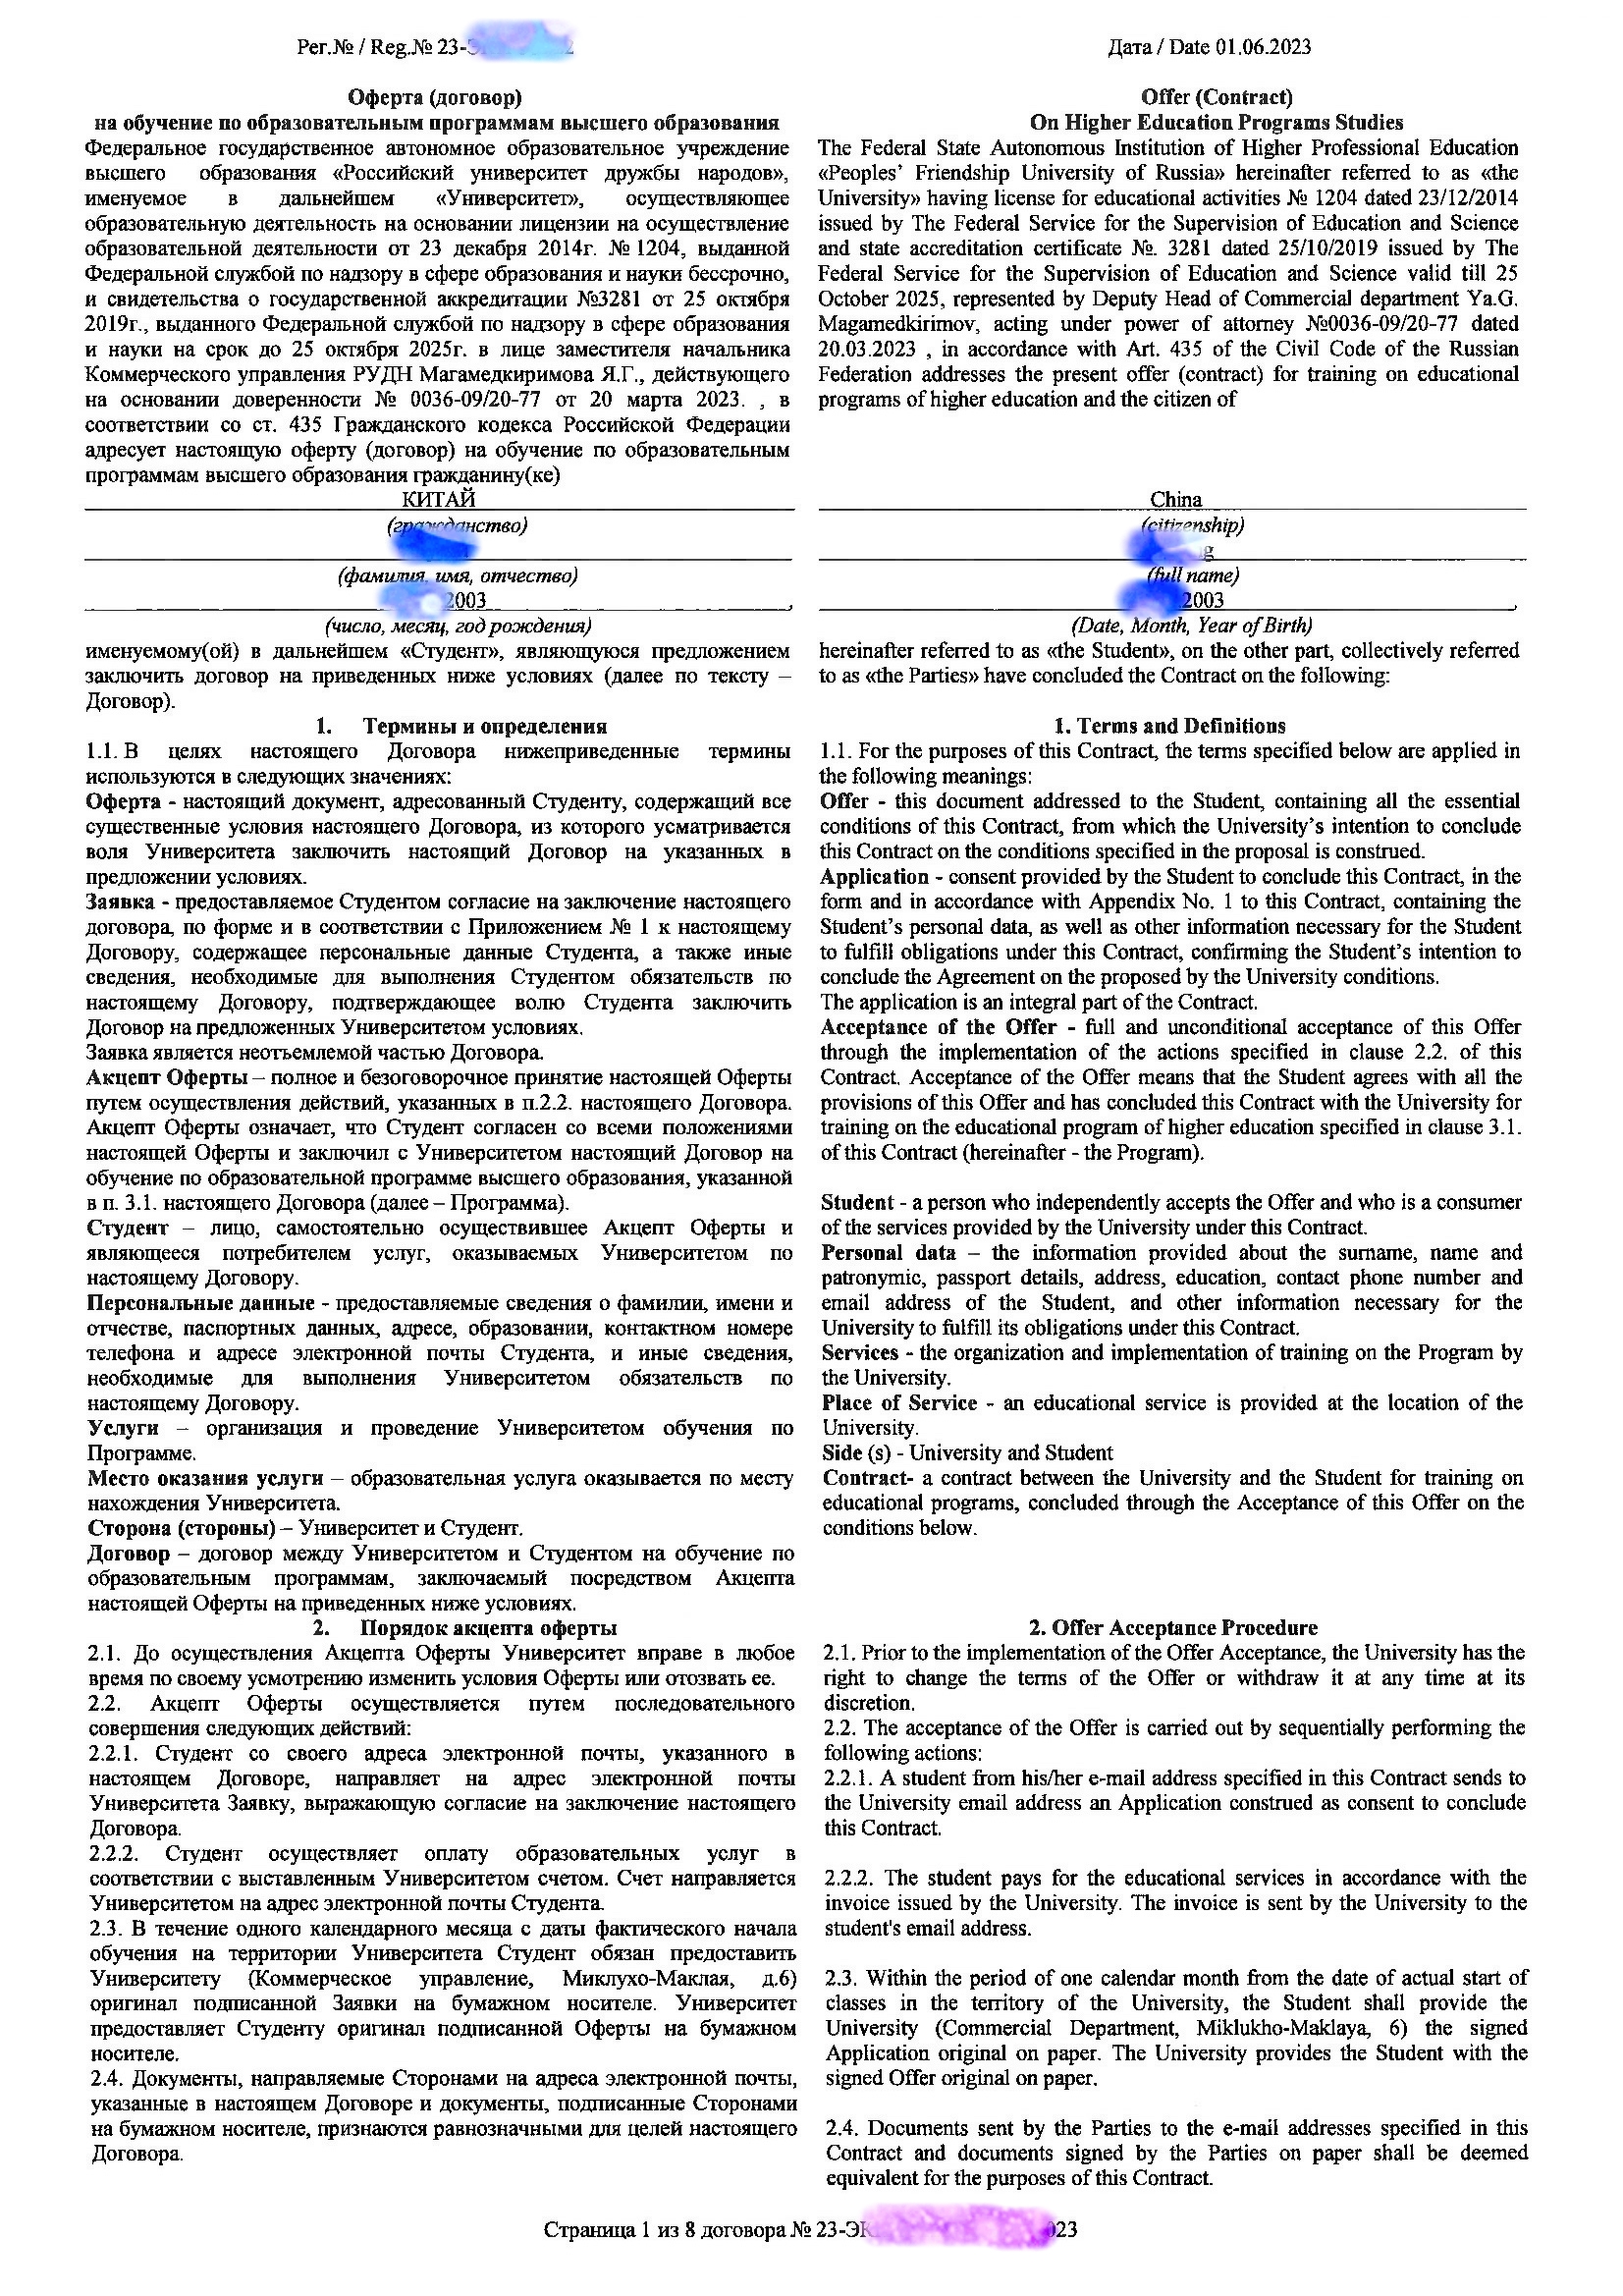 Рег.№ / Reg.№ 23-
Дата / Date 01.06.2023
Оферта (договор)
на обучение по образовательным программам высшего образования
Федеральное государственное автономное образовательное учреждение
высшего образования «Российский университет дружбы народов»,
именуемое в дальнейшем «Университет», осуществляющее
образовательную деятельность на основании лицензии на осуществление
образовательной деятельности от 23 декабря 2014г. № 1204, выданной
Федеральной службой по надзору в сфере образования и науки бессрочно,
и свидетельства о государственной аккредитации №3281 от 25 октября
2019г., выданного Федеральной службой по надзору в сфере образования
и науки на срок до 25 октября 2025г. в лице заместителя начальника
Коммерческого управления РУДН Магамедкиримова Я.Г., действующего
на основании доверенности № 0036-09/20-77 от 20 марта 2023. , в
соответствии со ст. 435 Гражданского кодекса Российской Федерации
адресует настоящую оферту (договор) на обучение по образовательным
программам высшего образования гражданину(ке)
КИТАЙ
(гражданство)
(фамилия, имя, отчество)
2003 ,
(число, месяц, год рождения)
именуемому(ой) в дальнейшем «Студент», являющуюся предложением
заключить договор на приведенных ниже условиях (далее по тексту –
Договор).
1. Термины и определения
1.1. В целях настоящего Договора нижеприведенные термины
используются в следующих значениях:
Оферта - настоящий документ, адресованный Студенту, содержащий все
существенные условия настоящего Договора, из которого усматривается
воля Университета заключить настоящий Договор на указанных в
предложении условиях.
Заявка - предоставляемое Студентом согласие на заключение настоящего
договора, по форме и в соответствии с Приложением № 1 к настоящему
Договору, содержащее персональные данные Студента, а также иные
сведения, необходимые для выполнения Студентом обязательств по
настоящему Договору, подтверждающее волю Студента заключить
Договор на предложенных Университетом условиях.
Заявка является неотъемлемой частью Договора.
Акцепт Оферты – полное и безоговорочное принятие настоящей Оферты
путем осуществления действий, указанных в п.2.2. настоящего Договора.
Акцепт Оферты означает, что Студент согласен со всеми положениями
настоящей Оферты и заключил с Университетом настоящий Договор на
обучение по образовательной программе высшего образования, указанной
в п. 3.1. настоящего Договора (далее – Программа).
Студент – лицо, самостоятельно осуществившее Акцепт Оферты и
являющееся потребителем услуг, оказываемых Университетом по
настоящему Договору.
Персональные данные - предоставляемые сведения о фамилии, имени и
отчестве, паспортных данных, адресе, образовании, контактном номере
телефона и адресе электронной почты Студента, и иные сведения,
необходимые для выполнения Университетом обязательств по
настоящему Договору.
Услуги – организация и проведение Университетом обучения по
Программе.
Место оказания услуги – образовательная услуга оказывается по месту
нахождения Университета.
Сторона (стороны) – Университет и Студент.
Договор – договор между Университетом и Студентом на обучение по
образовательным программам, заключаемый посредством Акцепта
настоящей Оферты на приведенных ниже условиях.
2. Порядок акцепта оферты
2.1. До осуществления Акцепта Оферты Университет вправе в любое
время по своему усмотрению изменить условия Оферты или отозвать ее.
2.2. Акцепт Оферты осуществляется путем последовательного
совершения следующих действий:
2.2.1. Студент со своего адреса электронной почты, указанного в
настоящем Договоре, направляет на адрес электронной почты
Университета Заявку, выражающую согласие на заключение настоящего
Договора.
2.2.2. Студент осуществляет оплату образовательных услуг в
соответствии с выставленным Университетом счетом. Счет направляется
Университетом на адрес электронной почты Студента.
2.3. В течение одного календарного месяца с даты фактического начала
обучения на территории Университета Студент обязан предоставить
Университету (Коммерческое управление, Миклухо-Маклая, д.6)
оригинал подписанной Заявки на бумажном носителе. Университет
предоставляет Студенту оригинал подписанной Оферты на бумажном
носителе.
2.4. Документы, направляемые Сторонами на адреса электронной почты,
указанные в настоящем Договоре и документы, подписанные Сторонами
на бумажном носителе, признаются равнозначными для целей настоящего
Договора.
Offer (Contract)
On Higher Education Programs Studies
The Federal State Autonomous Institution of Higher Professional Education
«Peoples’ Friendship University of Russia» hereinafter referred to as «the
University» having license for educational activities № 1204 dated 23/12/2014
issued by The Federal Service for the Supervision of Education and Science
and state accreditation certificate №. 3281 dated 25/10/2019 issued by The
Federal Service for the Supervision of Education and Science valid till 25
October 2025, represented by Deputy Head of Commercial department Ya.G.
Magamedkirimov, acting under power of attorney №0036-09/20-77 dated
20.03.2023 , in accordance with Art. 435 of the Civil Code of the Russian
Federation addresses the present offer (contract) for training on educational
programs of higher education and the citizen of
China
(citizenship)
(full name)
2003 ,
(Date, Month, Year of Birth)
hereinafter referred to as «the Student», on the other part, collectively referred
to as «the Parties» have concluded the Contract on the following:
1. Terms and Definitions
1.1. For the purposes of this Contract, the terms specified below are applied in
the following meanings:
Offer - this document addressed to the Student, containing all the essential
conditions of this Contract, from which the University’s intention to conclude
this Contract on the conditions specified in the proposal is construed.
Application - consent provided by the Student to conclude this Contract, in the
form and in accordance with Appendix No. 1 to this Contract, containing the
Student’s personal data, as well as other information necessary for the Student
to fulfill obligations under this Contract, confirming the Student’s intention to
conclude the Agreement on the proposed by the University conditions.
The application is an integral part of the Contract.
Acceptance of the Offer - full and unconditional acceptance of this Offer
through the implementation of the actions specified in clause 2.2. of this
Contract. Acceptance of the Offer means that the Student agrees with all the
provisions of this Offer and has concluded this Contract with the University for
training on the educational program of higher education specified in clause 3.1.
of this Contract (hereinafter - the Program).
Student - a person who independently accepts the Offer and who is a consumer
of the services provided by the University under this Contract.
Personal data – the information provided about the surname, name and
patronymic, passport details, address, education, contact phone number and
email address of the Student, and other information necessary for the
University to fulfill its obligations under this Contract.
Services - the organization and implementation of training on the Program by
the University.
Place of Service - an educational service is provided at the location of the
University.
Side (s) - University and Student
Contract- a contract between the University and the Student for training on
educational programs, concluded through the Acceptance of this Offer on the
conditions below.
2. Offer Acceptance Procedure
2.1. Prior to the implementation of the Offer Acceptance, the University has the
right to change the terms of the Offer or withdraw it at any time at its
discretion.
2.2. The acceptance of the Offer is carried out by sequentially performing the
following actions:
2.2.1. A student from his/her e-mail address specified in this Contract sends to
the University email address an Application construed as consent to conclude
this Contract.
2.2.2. The student pays for the educational services in accordance with the
invoice issued by the University. The invoice is sent by the University to the
student's email address.
2.3. Within the period of one calendar month from the date of actual start of
classes in the territory of the University, the Student shall provide the
University (Commercial Department, Miklukho-Maklaya, 6) the signed
Application original on paper. The University provides the Student with the
signed Offer original on paper.
2.4. Documents sent by the Parties to the e-mail addresses specified in this
Contract and documents signed by the Parties on paper shall be deemed
equivalent for the purposes of this Contract.
Страница 1 из 8 договора № 23-Э 023